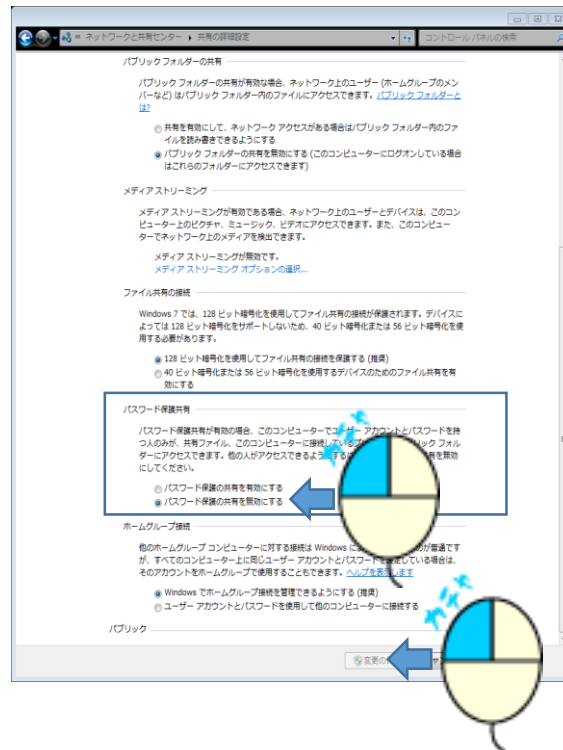 « ネットワークと共有センター ▸ 共有の詳細設定
コントロール パネルの検索
パブリック フォルダーの共有
パブリック フォルダーの共有が有効な場合、ネットワーク上のユーザー (ホームグループのメン
バーなど) はパブリック フォルダー内のファイルにアクセスできます。パブリック フォルダーと
は?
共有を有効にして、ネットワーク アクセスがある場合はパブリック フォルダー内のファ
イルを読み書きできるようにする
パブリック フォルダーの共有を無効にする (このコンピューターにログオンしている場合
はこれらのフォルダーにアクセスできます)
メディア ストリーミング
メディア ストリーミングが有効である場合、ネットワーク上のユーザーとデバイスは、このコン
ピューター上のピクチャ、ミュージック、ビデオにアクセスできます。また、このコンピュー
ターでネットワーク上のメディアを検出できます。
メディア ストリーミングが無効です。
メディア ストリーミング オプションの選択...
ファイル共有の接続
Windows 7 では、128 ビット暗号化を使用してファイル共有の接続が保護されます。デバイスに
よっては 128 ビット暗号化をサポートしないため、40 ビット暗号化または 56 ビット暗号化を使
用する必要があります。
128 ビット暗号化を使用してファイル共有の接続を保護する (推奨)
40 ビット暗号化または 56 ビット暗号化を使用するデバイスのためのファイル共有を有
効にする
パスワード保護共有
パスワード保護共有が有効の場合、このコンピューターでユーザー アカウントとパスワードを持
つ人のみが、共有ファイル、このコンピューターに接続している リック フォル
ダーにアクセスできます。他の人がアクセスできるよう 有を無効
にしてください。
パスワード保護の共有を有効にする
パスワード保護の共有を無効にする
ホームグループ接続
他のホームグループ コンピューターに対する接続は Windows に が普通です
が、すべてのコンピューター上に同じユーザー アカウントとパスワードを設定している場合は、
そのアカウントをホームグループで使用することもできます。ヘルプを表示します
Windows でホームグループ接続を管理できるようにする (推奨)
ユーザー アカウントとパスワードを使用して他のコンピューターに接続する
パブリック
変更の